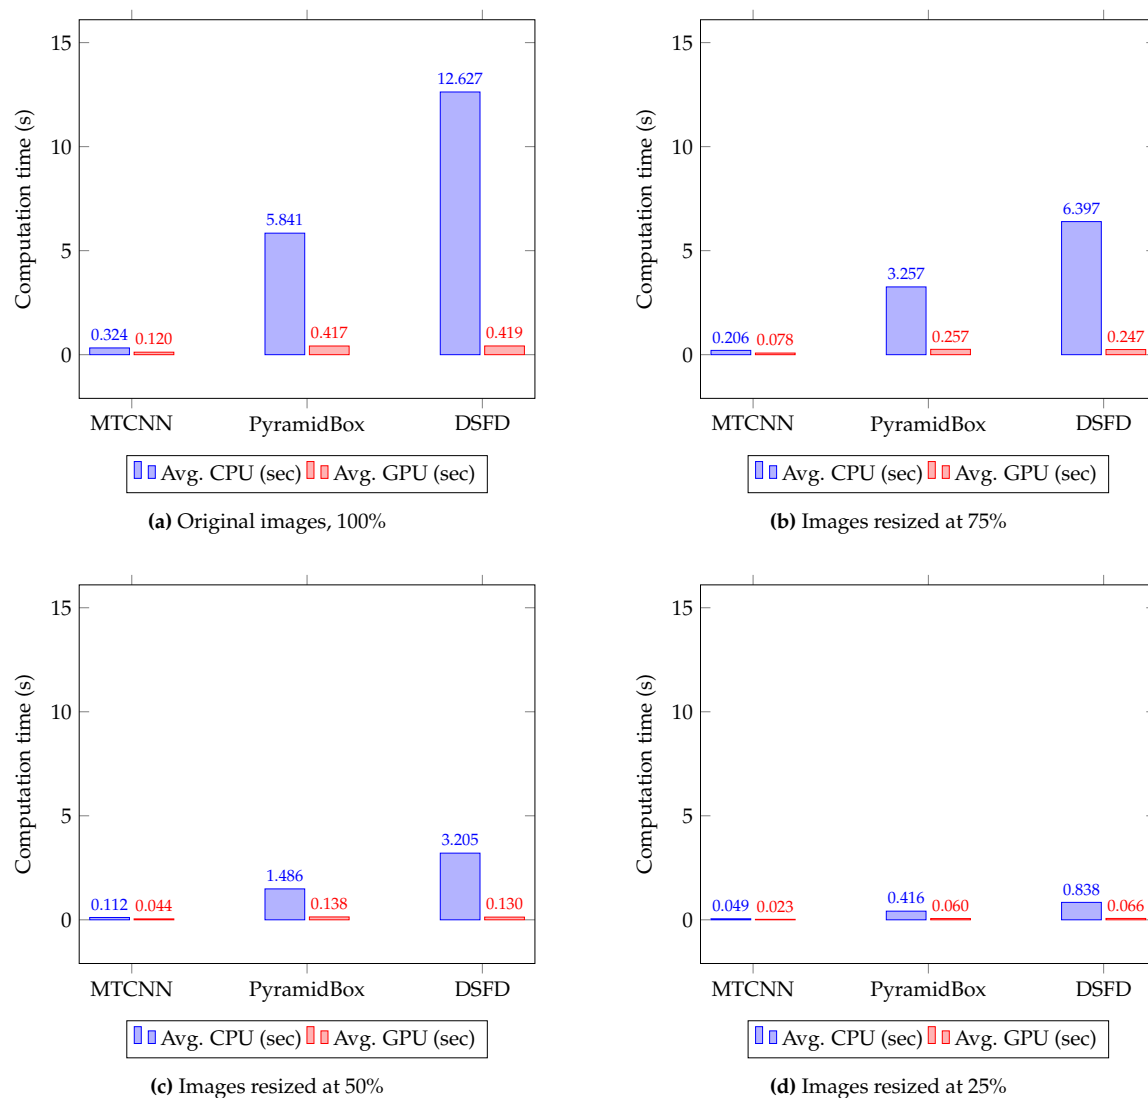 15
10
5
0
Computation time (s)
12.627
5.841
0.324
0.120
0.417
0.419
MTCNN
PyramidBox
DSFD
Avg. CPU (sec) Avg. GPU (sec)
(a) Original images, 100%
15
10
5
0
Computation time (s)
6.397
3.257
0.206
0.078
0.257
0.247
MTCNN
PyramidBox
DSFD
Avg. CPU (sec) Avg. GPU (sec)
(b) Images resized at 75%
15
10
5
0
Computation time (s)
3.205
1.486
0.112
0.044
0.138
0.130
MTCNN
PyramidBox
DSFD
Avg. CPU (sec) Avg. GPU (sec)
(c) Images resized at 50%
15
10
5
0
Computation time (s)
0.838
0.416
0.049
0.023
0.060
0.066
MTCNN
PyramidBox
DSFD
Avg. CPU (sec) Avg. GPU (sec)
(d) Images resized at 25%